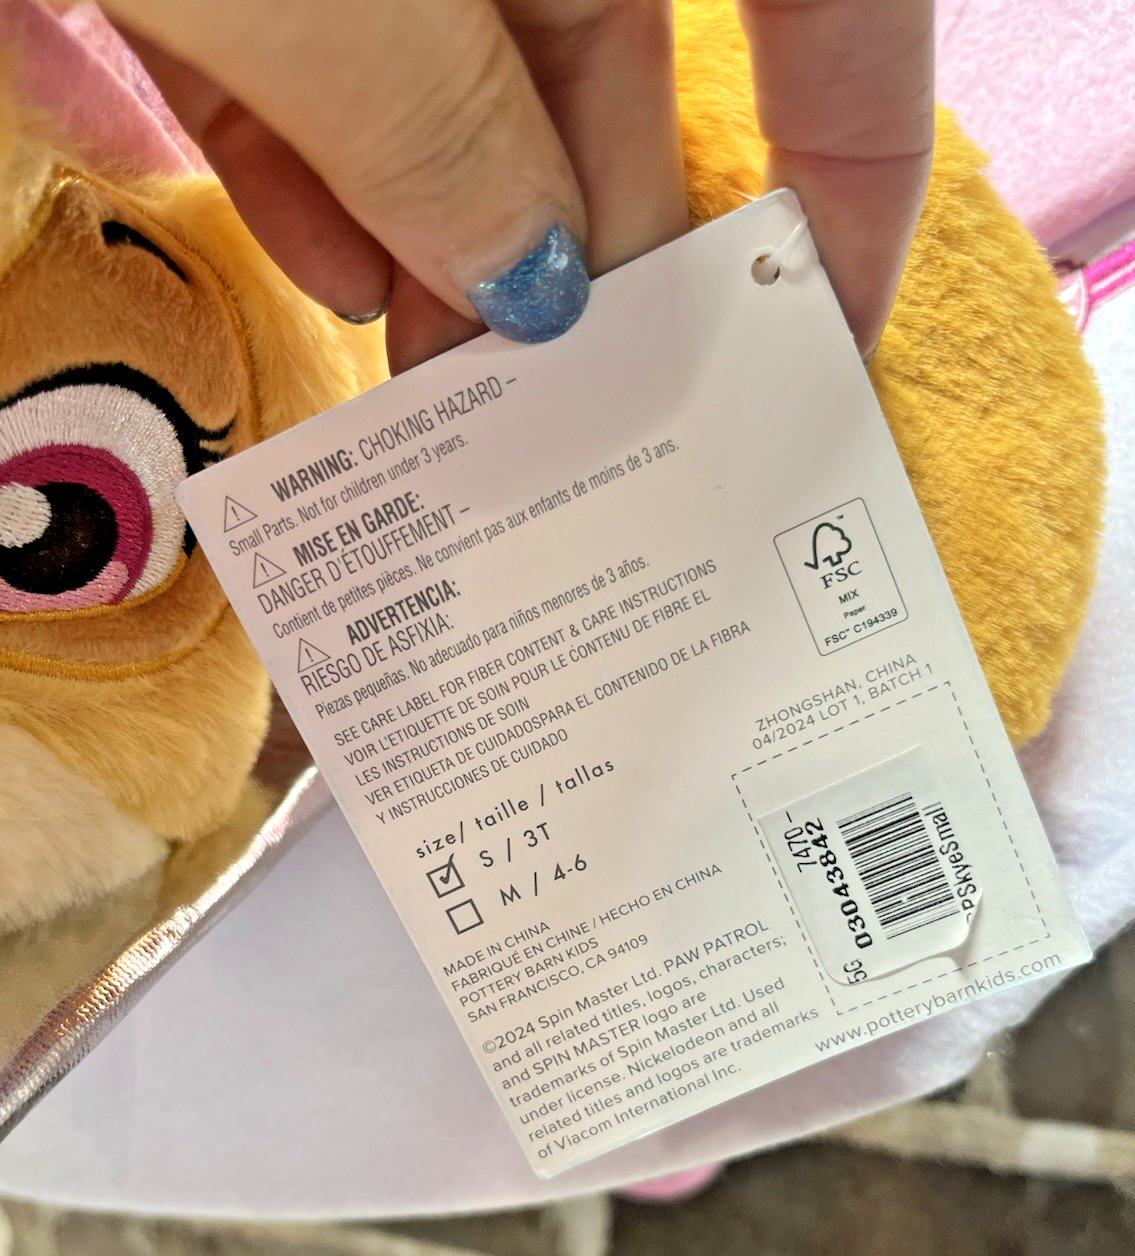 WARNING: CHOKING HAZARD –
Small Parts. Not for children under 3 years.
MISE EN GARDE:
DANGER D'ÉTOUFFEMENT –
Contient de petites pièces. Ne convient pas aux enfants de moins de 3 ans.
ADVERTENCIA:
RIESGO DE ASFIXIA:
Piezas pequeñas. No adecuado para niños menores de 3 años.
SEE CARE LABEL FOR FIBER CONTENT & CARE INSTRUCTIONS
VOIR L'ETIQUETTE DE SOIN POUR LE CONTENU DE FIBRE EL
LES INSTRUCTIONS DE SOIN
VER ETIQUETA DE CUIDADOSPARA EL CONTENIDO DE LA FIBRA
Y INSTRUCCIONES DE CUIDADO
size/ taille / tallas
S / 3T
M / 4-6
MADE IN CHINA
FABRIQUÉ EN CHINE / HECHO EN CHINA
POTTERY BARN KIDS
SAN FRANCISCO, CA 94109
©2024 Spin Master Ltd. PAW PATROL
and all related titles, logos, characters;
and SPIN MASTER logo are
trademarks of Spin Master Ltd. Used
under license. Nickelodeon and all
related titles and logos are trademarks
of Viacom International Inc.
FSC
MIX
Paper
FSC™ C194339
ZHONGSHAN, CHINA
04/2024 LOT 1, BATCH 1
7470–
5C 03043842
PSkyeSmall
www.potterybarnkids.com